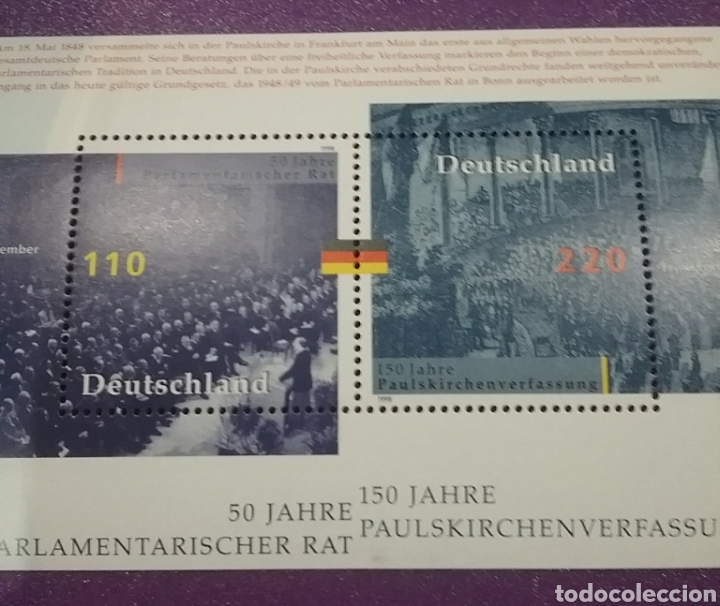 Am 18. Mai 1848 versammelte sich in der Paulskirche in Frankfurt am Main das erste aus allgemeinen Wahlen hervorgegangene
esamtdeutsche Parlament. Seine Beratungen über eine freiheitliche Verfassung markieren den Beginn einer demokratischen,
arlamentarischen Tradition in Deutschland. Die in der Paulskirche verabschiedeten Grundrechte fanden weitgehend unverände
ingang in das heute gültige Grundgesetz, das 1948/49 vom Parlamentarischen Rat in Bonn ausgearbeitet worden ist.
1998
50 Jahre
Parlamentarischer Rat
ember
110
Deutschland
Deutschland
220
150 Jahre
Paulskirchenverfassung
1998
50 JAHRE
ARLAMENTARISCHER RAT
150 JAHRE
PAULSKIRCHENVERFASSU
todocoleccion